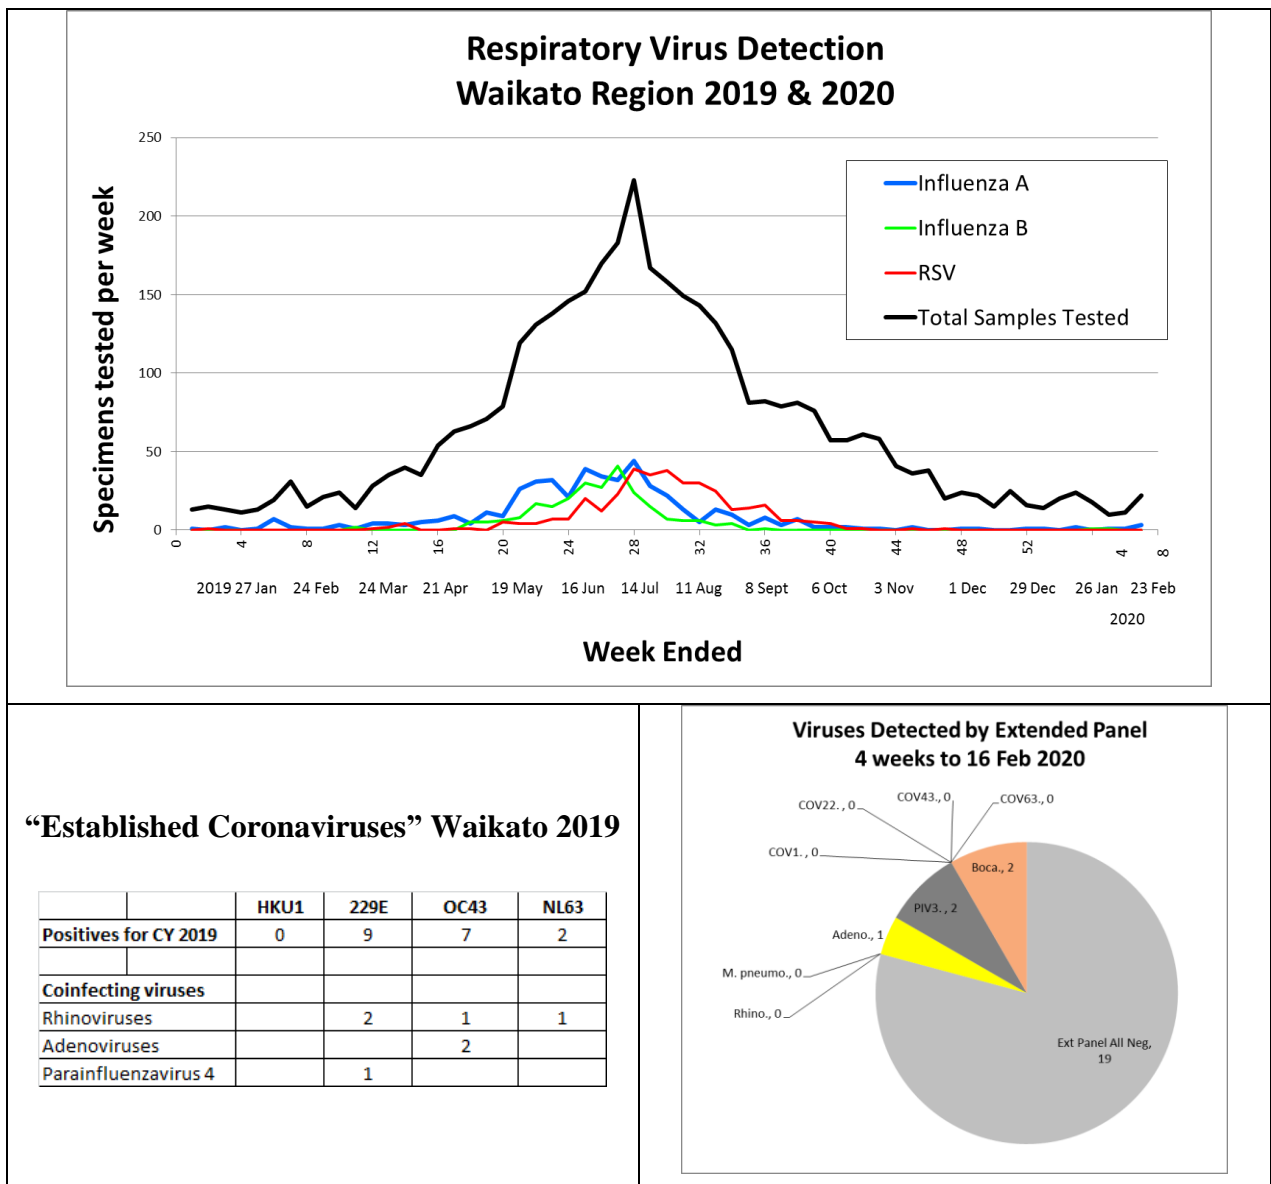 Respiratory Virus Detection
Waikato Region 2019 & 2020
250
200
150
100
50
0
Specimens tested per week
Influenza A
Influenza B
RSV
Total Samples Tested
0 4 8 12 16 20 24 28 32 36 40 44 48 52 4 8
2019 27 Jan 24 Feb 24 Mar 21 Apr 19 May 16 Jun 14 Jul 11 Aug 8 Sept 6 Oct 3 Nov 1 Dec 29 Dec 26 Jan 23 Feb
2020
Week Ended
“Established Coronaviruses” Waikato 2019
HKU1 229E OC43 NL63
Positives for CY 2019 0 9 7 2
Coinfecting viruses
Rhinoviruses 2 1 1
Adenoviruses 2
Parainfluenzavirus 4 1
Viruses Detected by Extended Panel
4 weeks to 16 Feb 2020
COV43., 0
COV63., 0
COV22. , 0
COV1. , 0
Boca., 2
PIV3. , 2
Adeno., 1
M. pneumo., 0
Rhino., 0
Ext Panel All Neg,
19